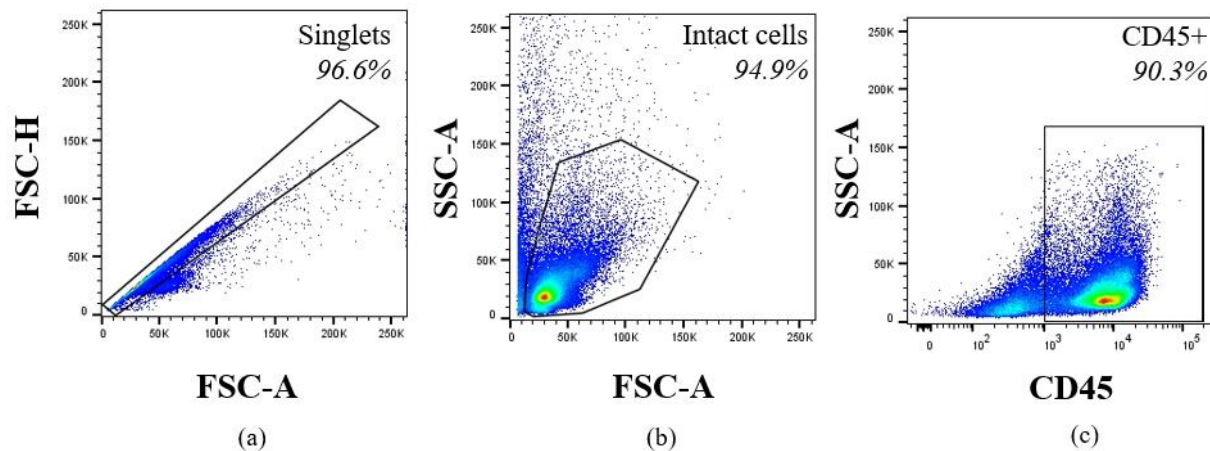 Singlets
96.6%
250K
200K
150K
100K
50K
0
FSC-H
0 50K 100K 150K 200K 250K
FSC-A
(a)
Intact cells
94.9%
250K
200K
150K
100K
50K
0
SSC-A
0 50K 100K 150K 200K 250K
FSC-A
(b)
CD45+
90.3%
250K
200K
150K
100K
50K
0
SSC-A
0 10² 10³ 10⁴ 10⁵
CD45
(c)